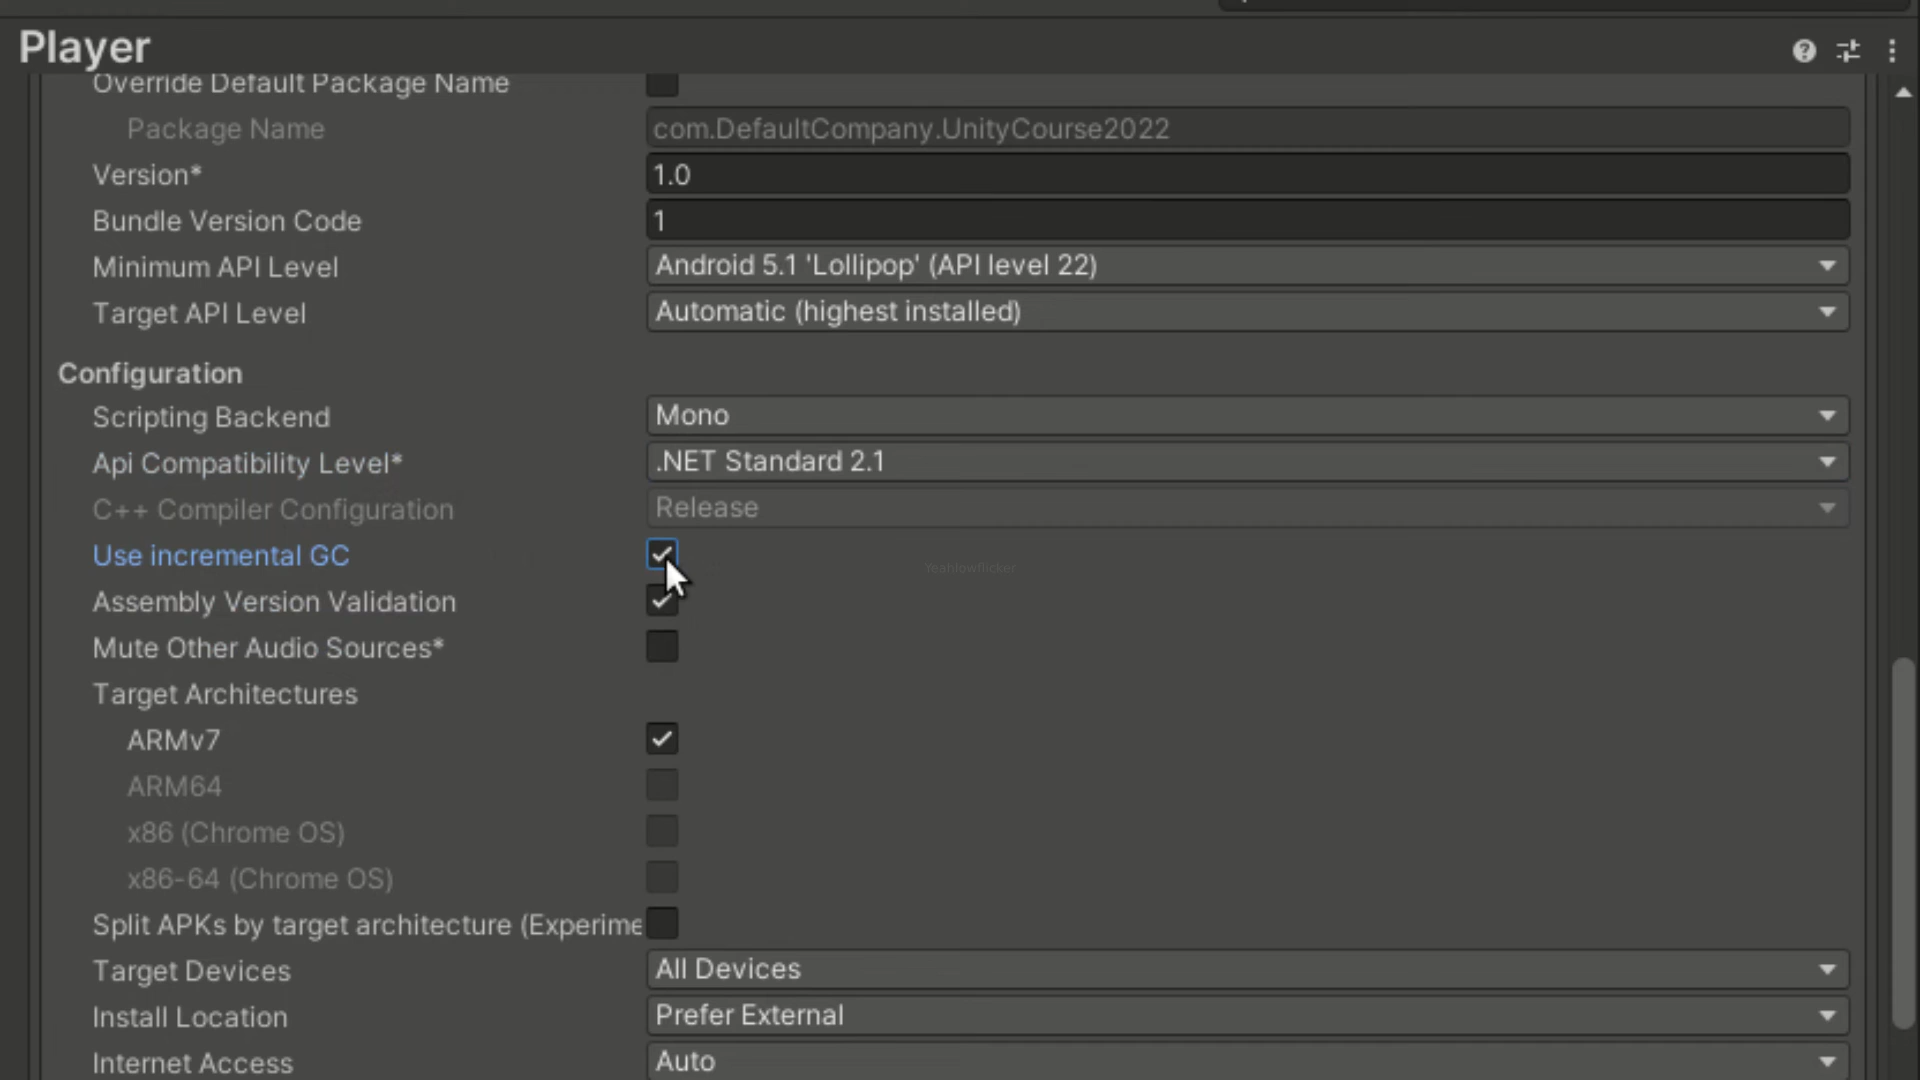 Player
Override Default Package Name
Package Name com.DefaultCompany.UnityCourse2022
Version* 1.0
Bundle Version Code 1
Minimum API Level Android 5.1 'Lollipop' (API level 22)
Target API Level Automatic (highest installed)
Configuration
Scripting Backend Mono
Api Compatibility Level* .NET Standard 2.1
C++ Compiler Configuration Release
Use incremental GC
Yeahlowflicker
Assembly Version Validation
Mute Other Audio Sources*
Target Architectures
ARMv7
ARM64
x86 (Chrome OS)
x86-64 (Chrome OS)
Split APKs by target architecture (Experime
Target Devices All Devices
Install Location Prefer External
Internet Access Auto